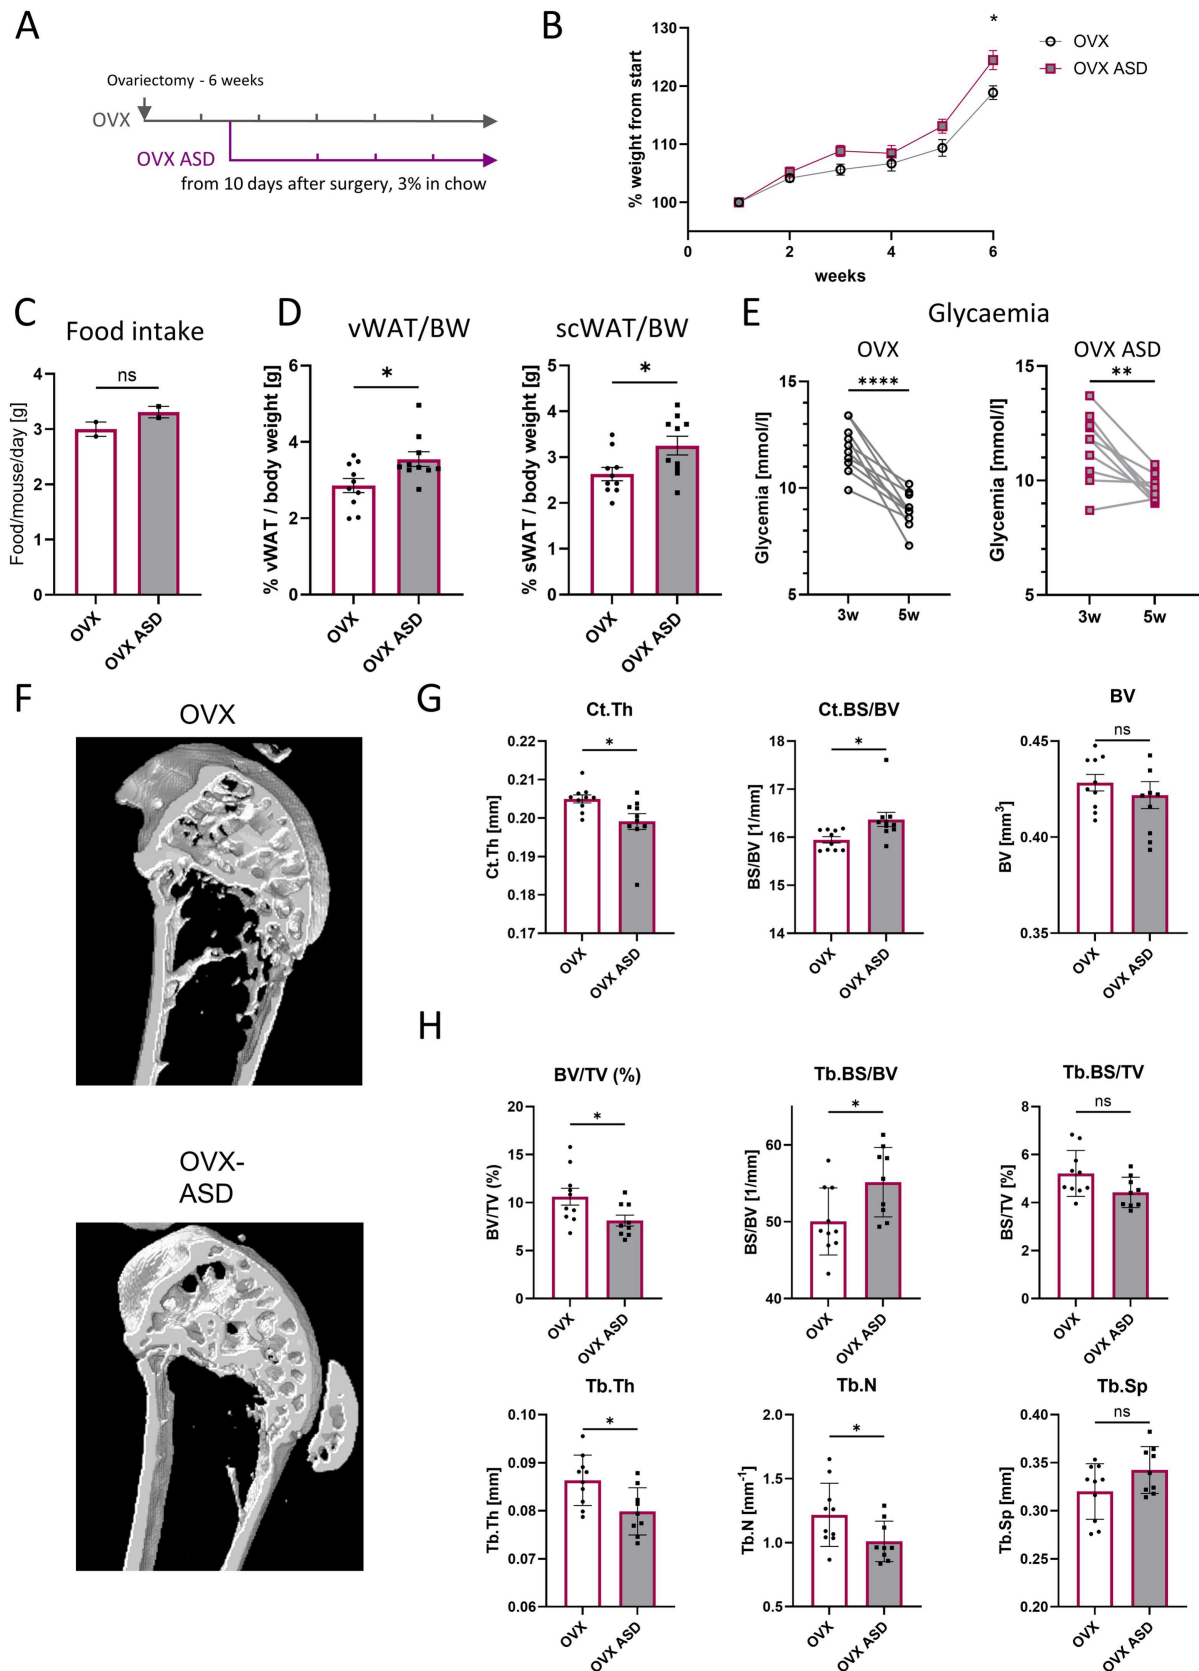 A
Ovariectomy - 6 weeks
OVX
OVX ASD
from 10 days after surgery, 3% in chow
B
% weight from start
130
120
110
100
0
2
4
6
weeks
*
OVX
OVX ASD
C
Food intake
Food/mouse/day [g]
4
3
2
1
0
ns
OVX
OVX ASD
D
vWAT/BW
% vWAT / body weight [g]
6
4
2
0
*
OVX
OVX ASD
scWAT/BW
% sWAT / body weight [g]
5
4
3
2
1
0
*
OVX
OVX ASD
E
Glycaemia
OVX
Glycemia [mmol/l]
15
10
5
****
3w
5w
OVX ASD
Glycemia [mmol/l]
15
10
5
**
3w
5w
F
OVX
OVX-
ASD
G
Ct.Th
Ct.Th [mm]
0.22
0.21
0.20
0.19
0.18
0.17
*
OVX
OVX ASD
Ct.BS/BV
BS/BV [1/mm]
18
17
16
15
14
*
OVX
OVX ASD
BV
BV [mm³]
0.45
0.40
0.35
ns
OVX
OVX ASD
H
BV/TV (%)
BV/TV (%)
20
15
10
5
0
*
OVX
OVX ASD
Tb.BS/BV
BS/BV [1/mm]
60
50
40
*
OVX
OVX ASD
Tb.BS/TV
BS/TV [%]
8
6
4
2
0
ns
OVX
OVX ASD
Tb.Th
Tb.Th [mm]
0.10
0.09
0.08
0.07
0.06
*
OVX
OVX ASD
Tb.N
Tb.N [mm⁻¹]
2.0
1.5
1.0
0.5
*
OVX
OVX ASD
Tb.Sp
Tb.Sp [mm]
0.40
0.35
0.30
0.25
0.20
ns
OVX
OVX ASD